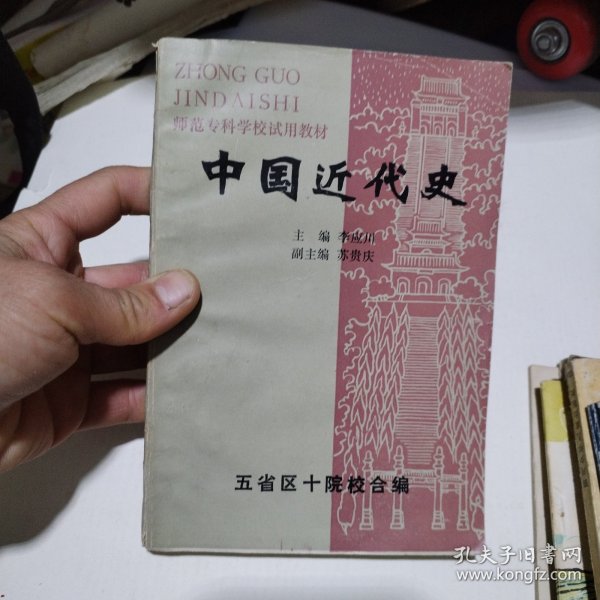 ZHONG GUO
JINDAISHI
师范专科学校试用教材
中国近代史
主 编 李应川
副主编 苏贵庆
五省区十院校合编
孔夫子旧書网
www.kongfz.com